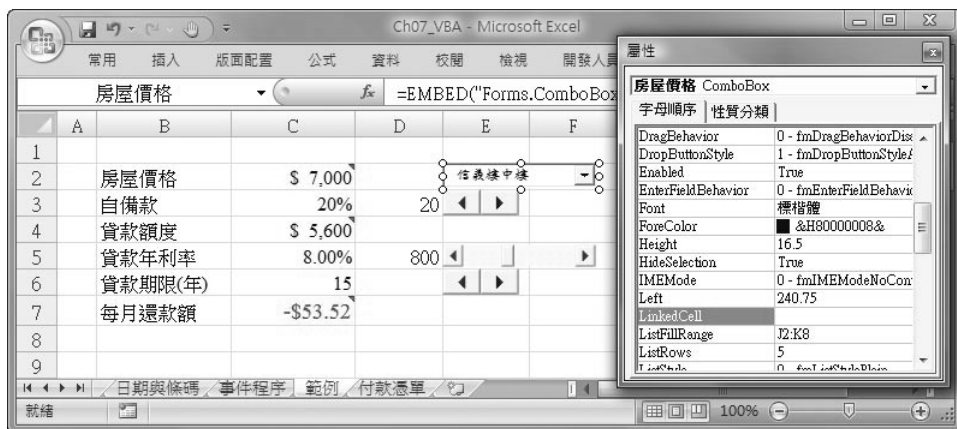 Ch07_VBA - Microsoft Excel
常用 插入 版面配置 公式 資料 校閱 檢視 開發人員
房屋價格 fx =EMBED("Forms.ComboBox
A B C D E F
1
2 房屋價格 $ 7,000 信義樓中樓
3 自備款 20% 20
4 貸款額度 $ 5,600
5 貸款年利率 8.00% 800
6 貸款期限(年) 15
7 每月還款額 -$53.52
8
9
日期與條碼 事件程序 範例 付款憑單
就緒 100%
屬性
房屋價格 ComboBox
字母順序 性質分類
DragBehavior 0 - fmDragBehaviorDisa
DropButtonStyle 1 - fmDropButtonStyleA
Enabled True
EnterFieldBehavior 0 - fmEnterFieldBehavio
Font 標楷體
ForeColor &H80000008&
Height 16.5
HideSelection True
IMEMode 0 - fmIMEModeNoCon
Left 240.75
LinkedCell
ListFillRange J2:K8
ListRows 5
ListStyle 0 - fmListStylePlain